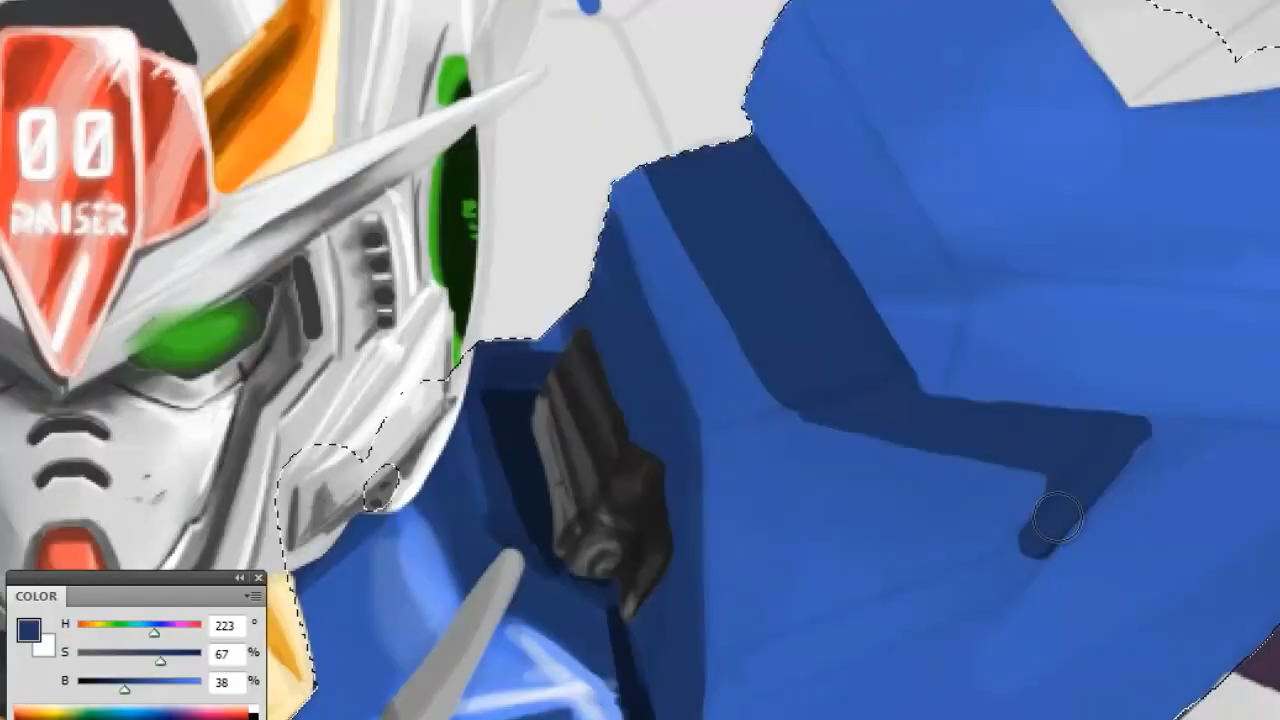 00
RAISER
COLOR
H 223 °
S 67 %
B 38 %